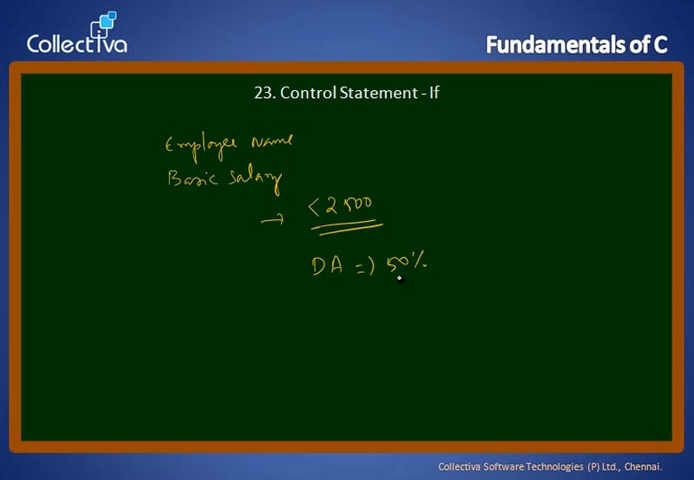 Collectiva
Fundamentals of C
23. Control Statement - If
Employee Name
Basic Salary
→ < 2500
DA => 50%
Collectiva Software Technologies (P) Ltd., Chennai.